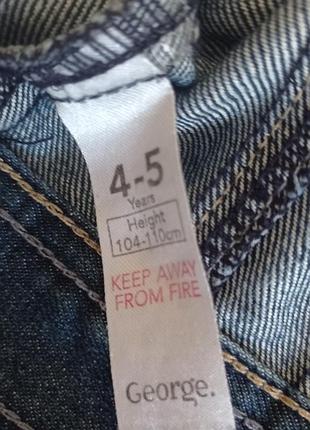 4-5
Years
Height
104-110cm
KEEP AWAY
FROM FIRE
George.